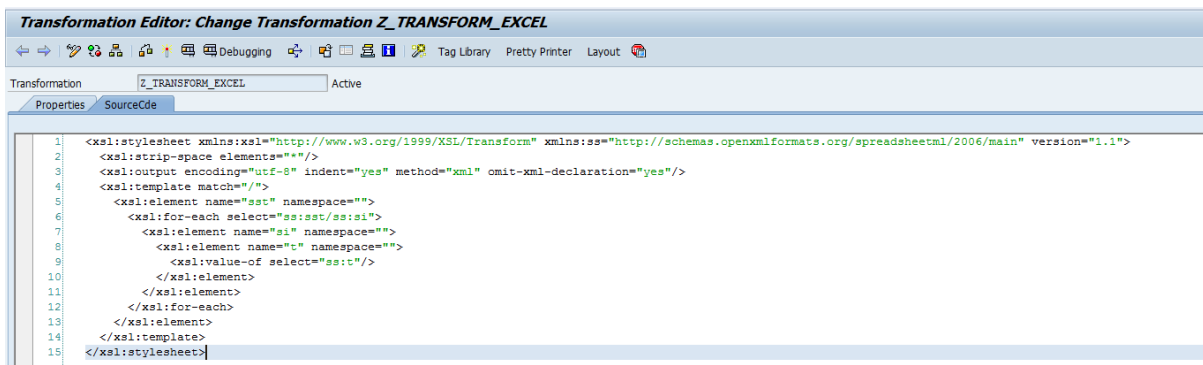 Transformation Editor: Change Transformation Z_TRANSFORM_EXCEL
Debugging Tag Library Pretty Printer Layout
Transformation Z_TRANSFORM_EXCEL Active
Properties SourceCde
1 <xsl:stylesheet xmlns:xsl="http://www.w3.org/1999/XSL/Transform" xmlns:ss="http://schemas.openxmlformats.org/spreadsheetml/2006/main" version="1.1">
2 <xsl:strip-space elements="*"/>
3 <xsl:output encoding="utf-8" indent="yes" method="xml" omit-xml-declaration="yes"/>
4 <xsl:template match="/">
5 <xsl:element name="sst" namespace="">
6 <xsl:for-each select="ss:sst/ss:si">
7 <xsl:element name="si" namespace="">
8 <xsl:element name="t" namespace="">
9 <xsl:value-of select="ss:t"/>
10 </xsl:element>
11 </xsl:element>
12 </xsl:for-each>
13 </xsl:element>
14 </xsl:template>
15 </xsl:stylesheet>